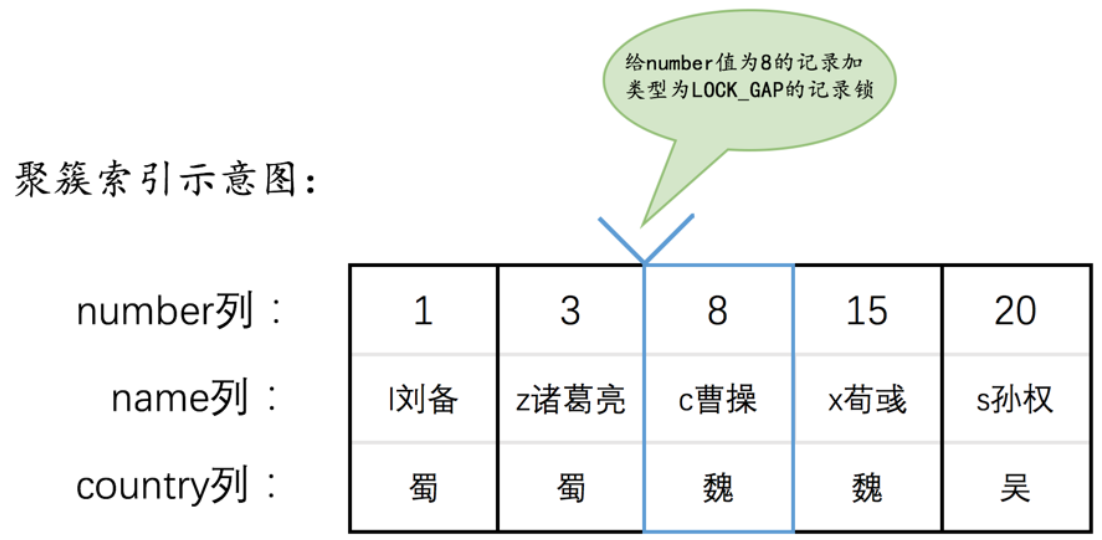 给number值为8的记录加
类型为LOCK_GAP的记录锁
聚簇索引示意图：
number列： 1 3 8 15 20
name列： l刘备 z诸葛亮 c曹操 x荀彧 s孙权
country列： 蜀 蜀 魏 魏 吴